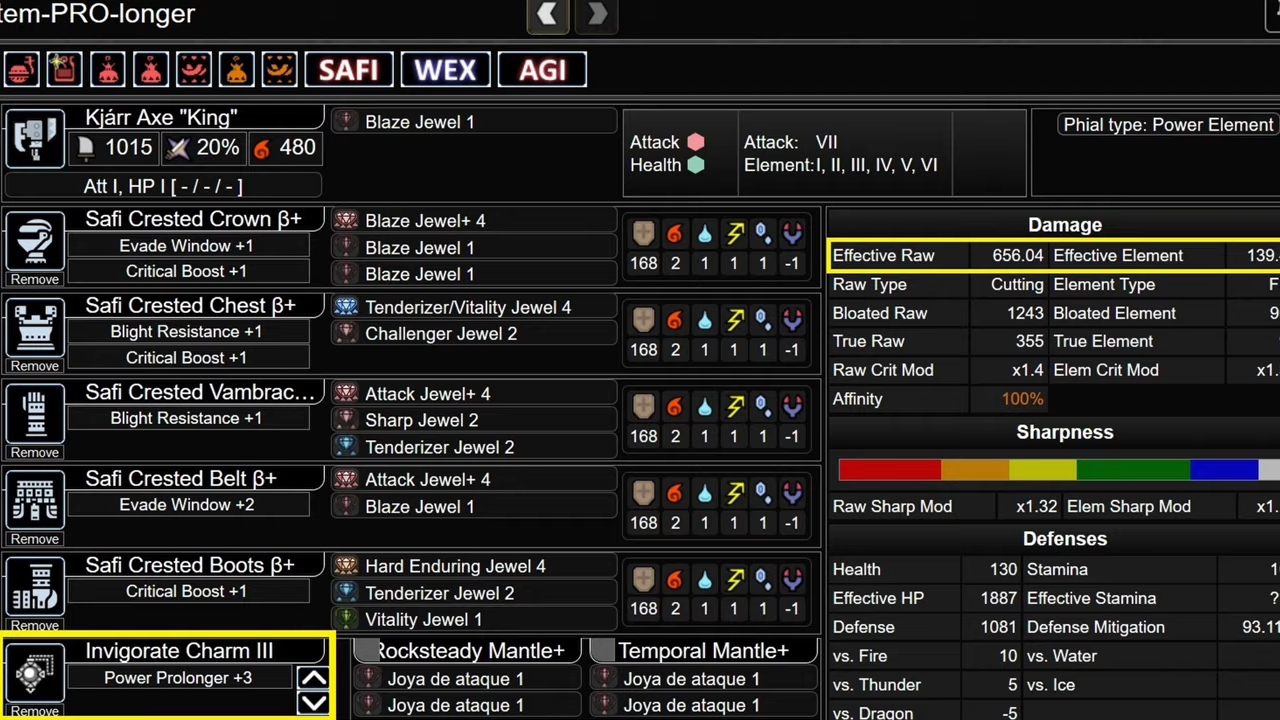 tem-PRO-longer
SAFI WEX AGI
Kjárr Axe "King"
1015 20% 480
Att I, HP I [ - / - / - ]
Blaze Jewel 1
Attack Attack: VII
Health Element: I, II, III, IV, V, VI
Phial type: Power Element
Safi Crested Crown β+
Evade Window +1
Critical Boost +1
Remove
Blaze Jewel+ 4
Blaze Jewel 1
Blaze Jewel 1
168 2 1 1 1 -1
Safi Crested Chest β+
Blight Resistance +1
Critical Boost +1
Remove
Tenderizer/Vitality Jewel 4
Challenger Jewel 2
168 2 1 1 1 -1
Safi Crested Vambrac...
Blight Resistance +1
Remove
Attack Jewel+ 4
Sharp Jewel 2
Tenderizer Jewel 2
168 2 1 1 1 -1
Safi Crested Belt β+
Evade Window +2
Remove
Attack Jewel+ 4
Blaze Jewel 1
168 2 1 1 1 -1
Safi Crested Boots β+
Critical Boost +1
Remove
Hard Enduring Jewel 4
Tenderizer Jewel 2
Vitality Jewel 1
168 2 1 1 1 -1
Invigorate Charm III
Power Prolonger +3
Remove
Rocksteady Mantle+
Joya de ataque 1
Joya de ataque 1
Temporal Mantle+
Joya de ataque 1
Joya de ataque 1
Damage
Effective Raw 656.04 Effective Element 139.
Raw Type Cutting Element Type F
Bloated Raw 1243 Bloated Element 9
True Raw 355 True Element
Raw Crit Mod x1.4 Elem Crit Mod x1.
Affinity 100%
Sharpness
Raw Sharp Mod x1.32 Elem Sharp Mod x1.
Defenses
Health 130 Stamina 1
Effective HP 1887 Effective Stamina ?
Defense 1081 Defense Mitigation 93.11
vs. Fire 10 vs. Water
vs. Thunder 5 vs. Ice
vs. Dragon -5